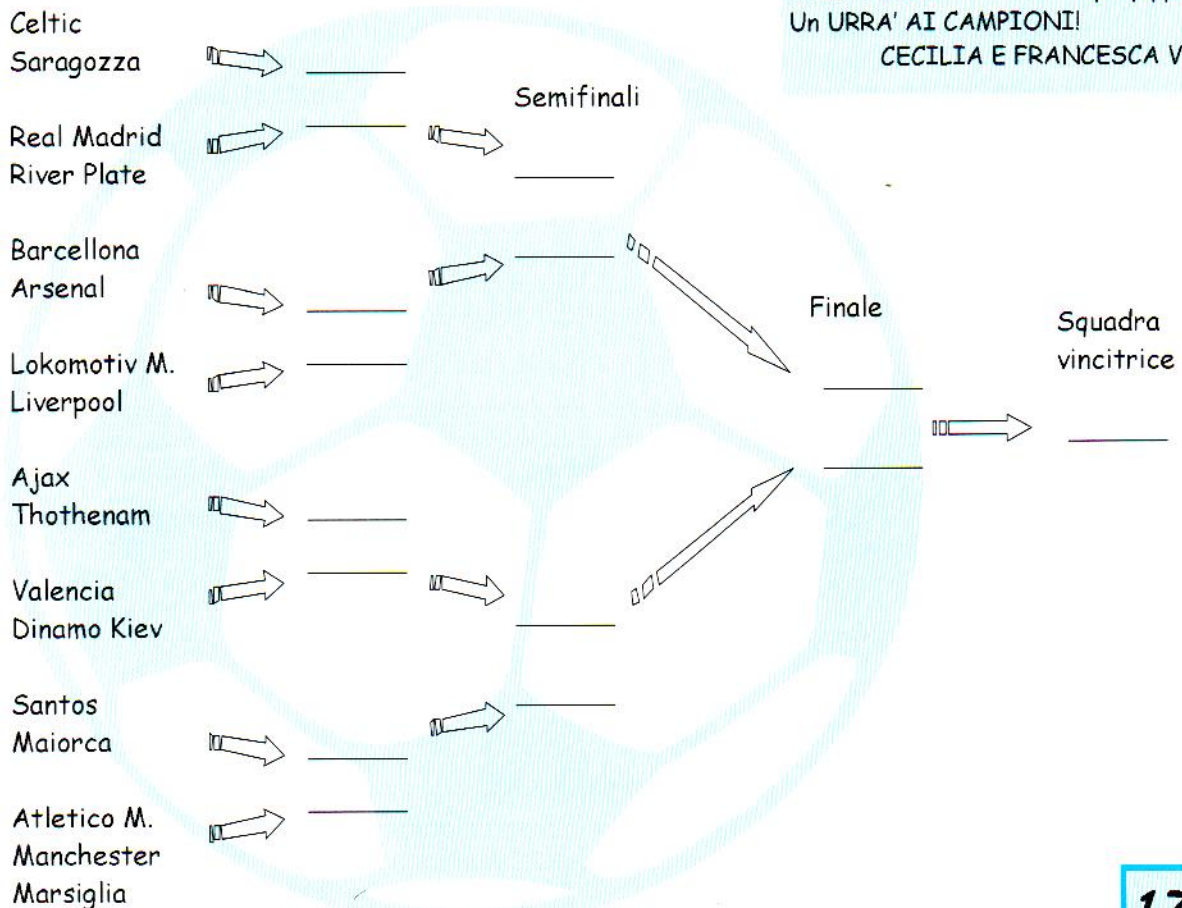 Un URRA' AI CAMPIONI!
CECILIA E FRANCESCA V
Celtic
Saragozza
Real Madrid
River Plate
Barcellona
Arsenal
Lokomotiv M.
Liverpool
Ajax
Thothenam
Valencia
Dinamo Kiev
Santos
Maiorca
Atletico M.
Manchester
Marsiglia
Semifinali
Finale
Squadra
vincitrice
17